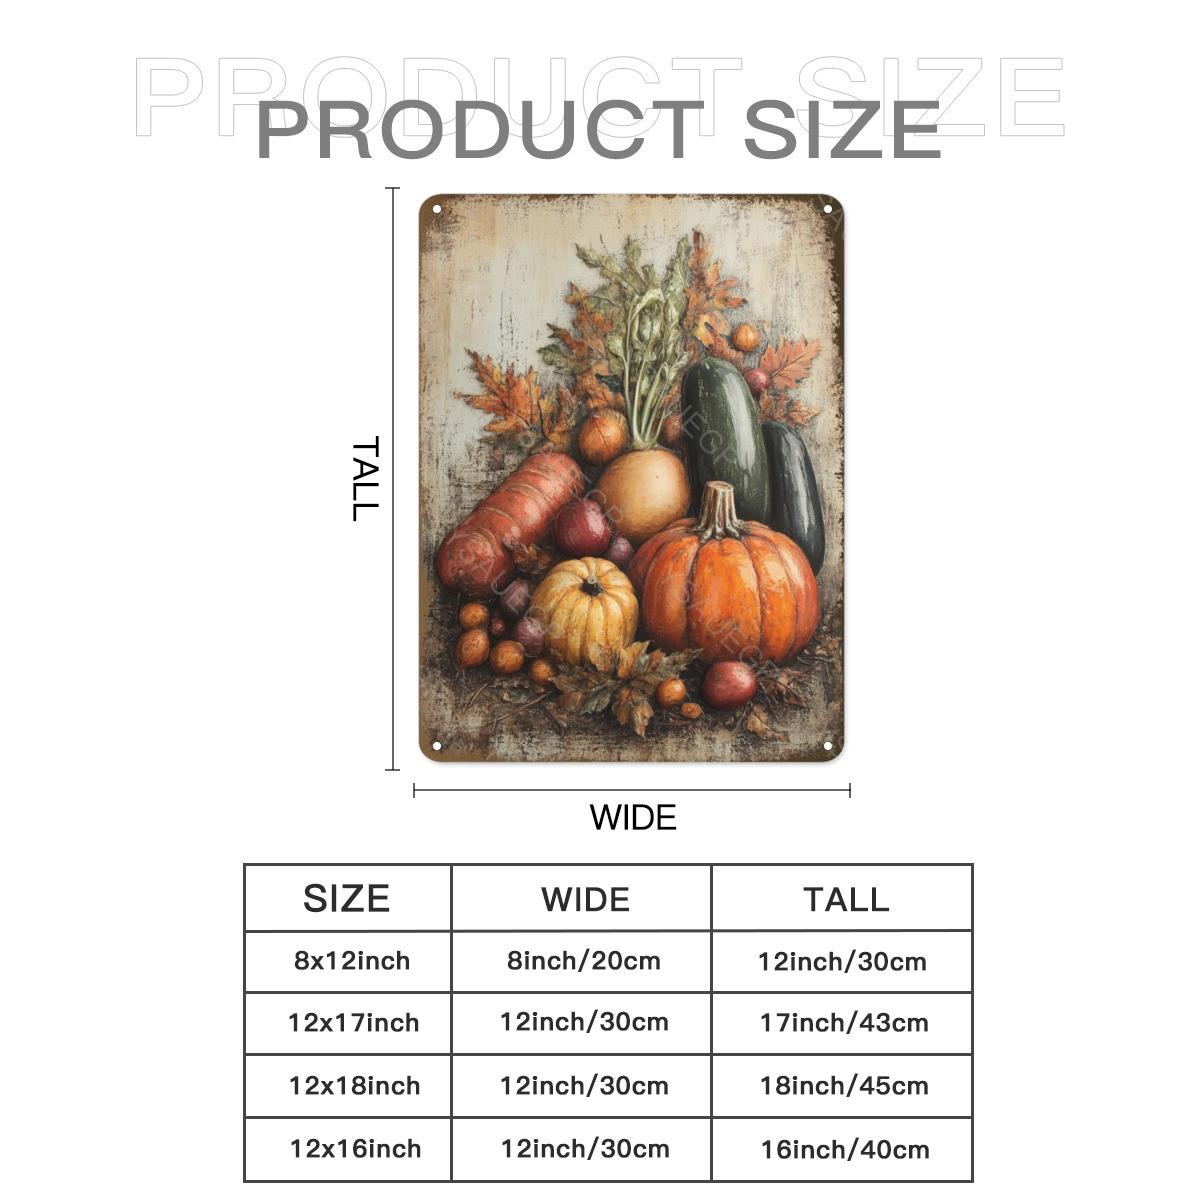 PRODUCT SIZE
PRODUCT SIZE
TALL
WIDE
SIZE WIDE TALL
8x12inch 8inch/20cm 12inch/30cm
12x17inch 12inch/30cm 17inch/43cm
12x18inch 12inch/30cm 18inch/45cm
12x16inch 12inch/30cm 16inch/40cm